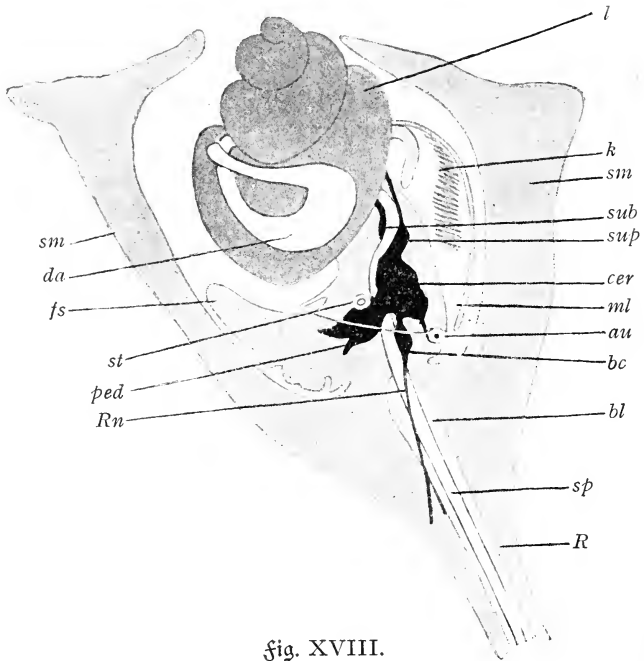 l
k
sm
sub
sup
cer
ml
au
bc
bl
sp
R
sm
da
fs
st
ped
Rn
Fig. XVIII.